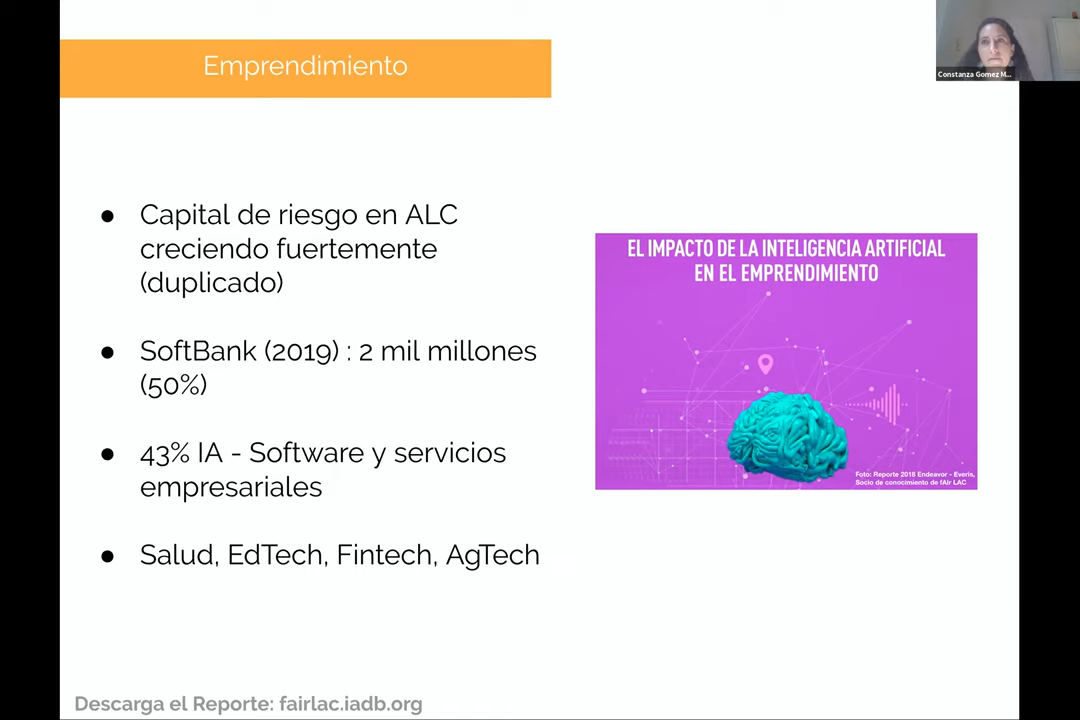 Emprendimiento
Constanza Gomez M...
● Capital de riesgo en ALC
creciendo fuertemente
(duplicado)
● SoftBank (2019) : 2 mil millones
(50%)
● 43% IA - Software y servicios
empresariales
● Salud, EdTech, Fintech, AgTech
EL IMPACTO DE LA INTELIGENCIA ARTIFICIAL
EN EL EMPRENDIMIENTO
Foto: Reporte 2018 Endeavor - Everis,
Socio de conocimiento de fAIr LAC
Descarga el Reporte: fairlac.iadb.org